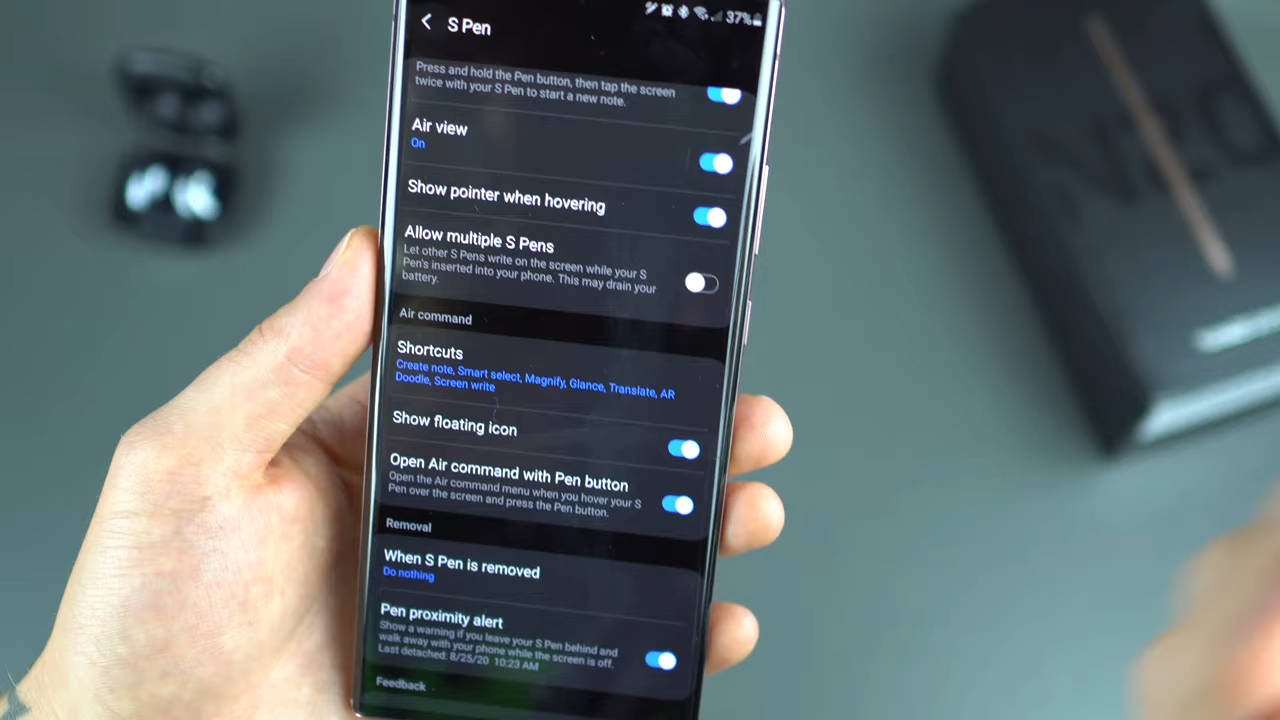 37%
S Pen
Press and hold the Pen button, then tap the screen
twice with your S Pen to start a new note.
Air view
On
Show pointer when hovering
Allow multiple S Pens
Let other S Pens write on the screen while your S
Pen's inserted into your phone. This may drain your
battery.
Air command
Shortcuts
Create note, Smart select, Magnify, Glance, Translate, AR
Doodle, Screen write
Show floating icon
Open Air command with Pen button
Open the Air command menu when you hover your S
Pen over the screen and press the Pen button.
Removal
When S Pen is removed
Do nothing
Pen proximity alert
Show a warning if you leave your S Pen behind and
walk away with your phone while the screen is off.
Last detached: 8/25/20 10:23 AM
Feedback